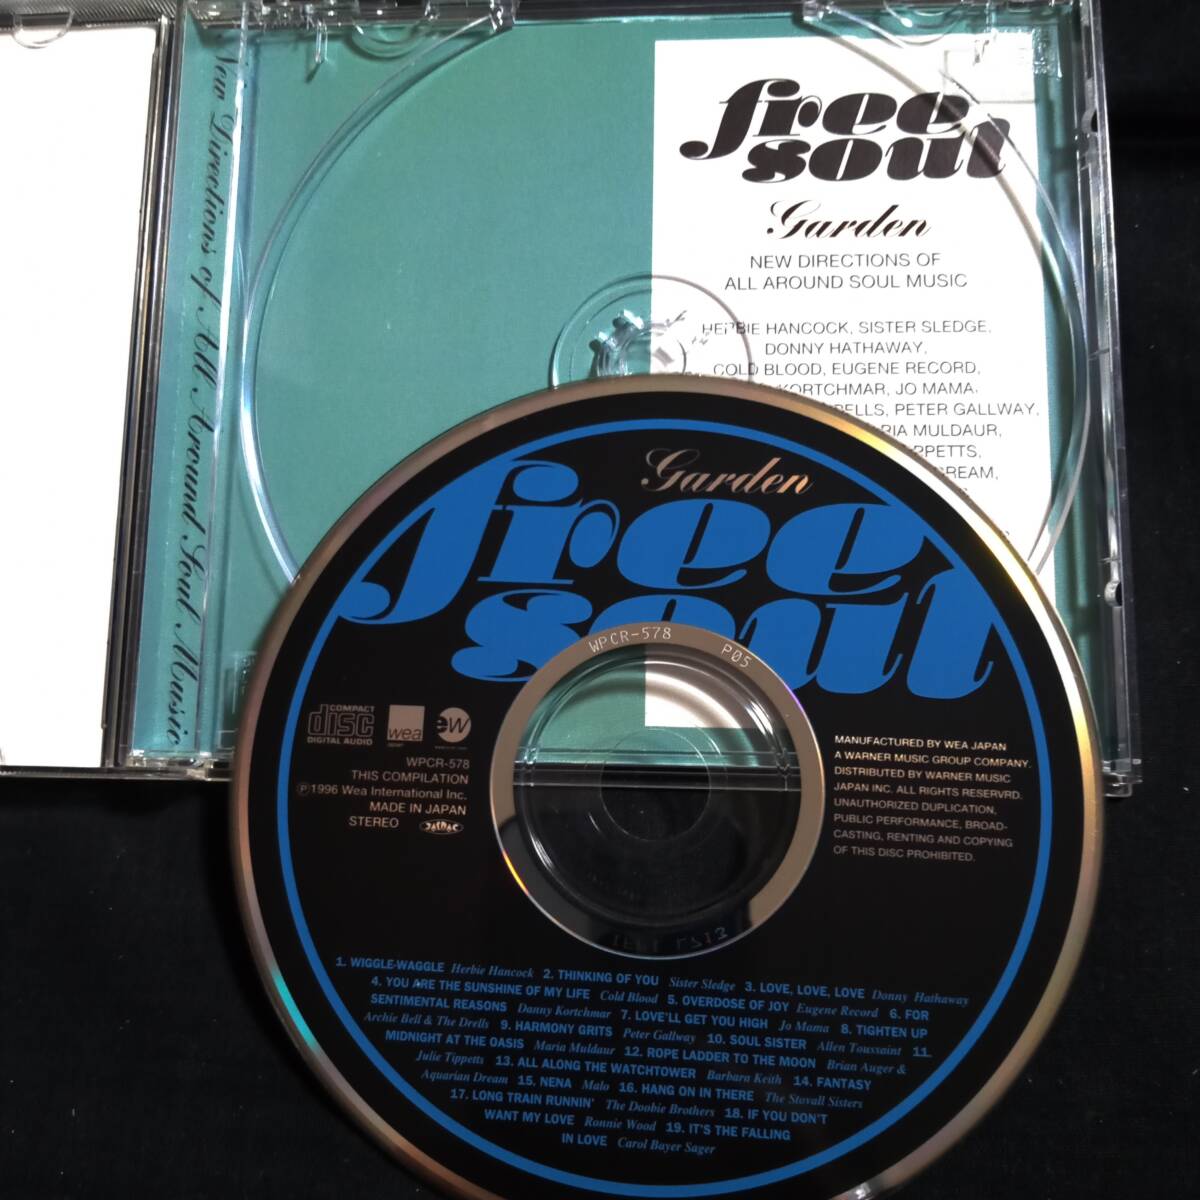 New Directions of All Around Soul Music
free
soul
Garden
NEW DIRECTIONS OF
ALL AROUND SOUL MUSIC
HERBIE HANCOCK, SISTER SLEDGE,
DONNY HATHAWAY,
COLD BLOOD, EUGENE RECORD,
KORTCHMAR, JO MAMA,
PETER GALLWAY,
MULDAUR,
Garden
free
soul
WPCR-578 P05
COMPACT
disc
DIGITAL AUDIO
wea
ew
WPCR-578
THIS COMPILATION
Ⓟ1996 Wea International Inc.
MADE IN JAPAN
STEREO JASRAC
MANUFACTURED BY WEA JAPAN
A WARNER MUSIC GROUP COMPANY.
DISTRIBUTED BY WARNER MUSIC
JAPAN INC. ALL RIGHTS RESERVRD.
UNAUTHORIZED DUPLICATION,
PUBLIC PERFORMANCE, BROAD-
CASTING, RENTING AND COPYING
OF THIS DISC PROHIBITED.
1. WIGGLE-WAGGLE Herbie Hancock 2. THINKING OF YOU Sister Sledge 3. LOVE, LOVE, LOVE Donny Hathaway
4. YOU ARE THE SUNSHINE OF MY LIFE Cold Blood 5. OVERDOSE OF JOY Eugene Record 6. FOR
SENTIMENTAL REASONS Danny Kortchmar 7. LOVE'LL GET YOU HIGH Jo Mama 8. TIGHTEN UP
Archie Bell & The Drells 9. HARMONY GRITS Peter Gallway 10. SOUL SISTER Allen Toussaint 11.
MIDNIGHT AT THE OASIS Maria Muldaur 12. ROPE LADDER TO THE MOON Brian Auger &
Julie Tippetts 13. ALL ALONG THE WATCHTOWER Barbara Keith 14. FANTASY
Aquarian Dream 15. NENA Malo 16. HANG ON IN THERE The Stovall Sisters
17. LONG TRAIN RUNNIN' The Doobie Brothers 18. IF YOU DON'T
WANT MY LOVE Ronnie Wood 19. IT'S THE FALLING
IN LOVE Carol Bayer Sager